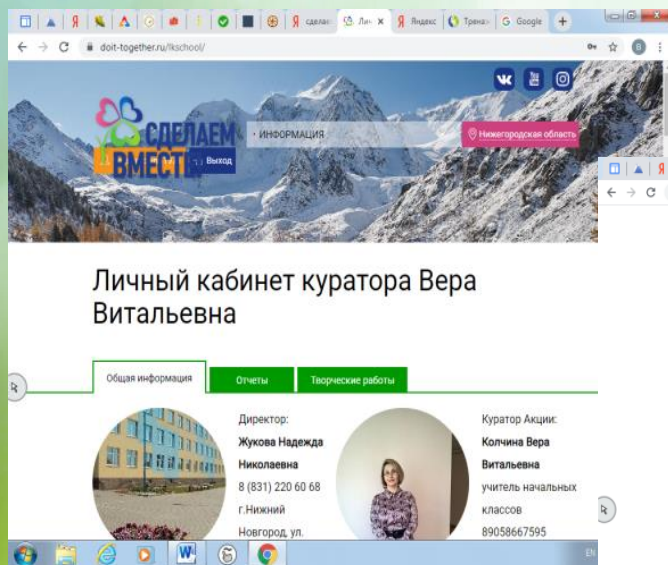 Я сделае
Лич
Яндекс
Трена
Google
doit-together.ru/lkschool/
СДЕЛАЕМ
ВМЕСТЕ
• ИНФОРМАЦИЯ
Нижегородская область
Выход
Личный кабинет куратора Вера
Витальевна
Общая информация
Отчеты
Творческие работы
Директор:
Жукова Надежда
Николаевна
8 (831) 220 60 68
г.Нижний
Новгород, ул.
Куратор Акции:
Колчина Вера
Витальевна
учитель начальных
классов
89058667595
EN